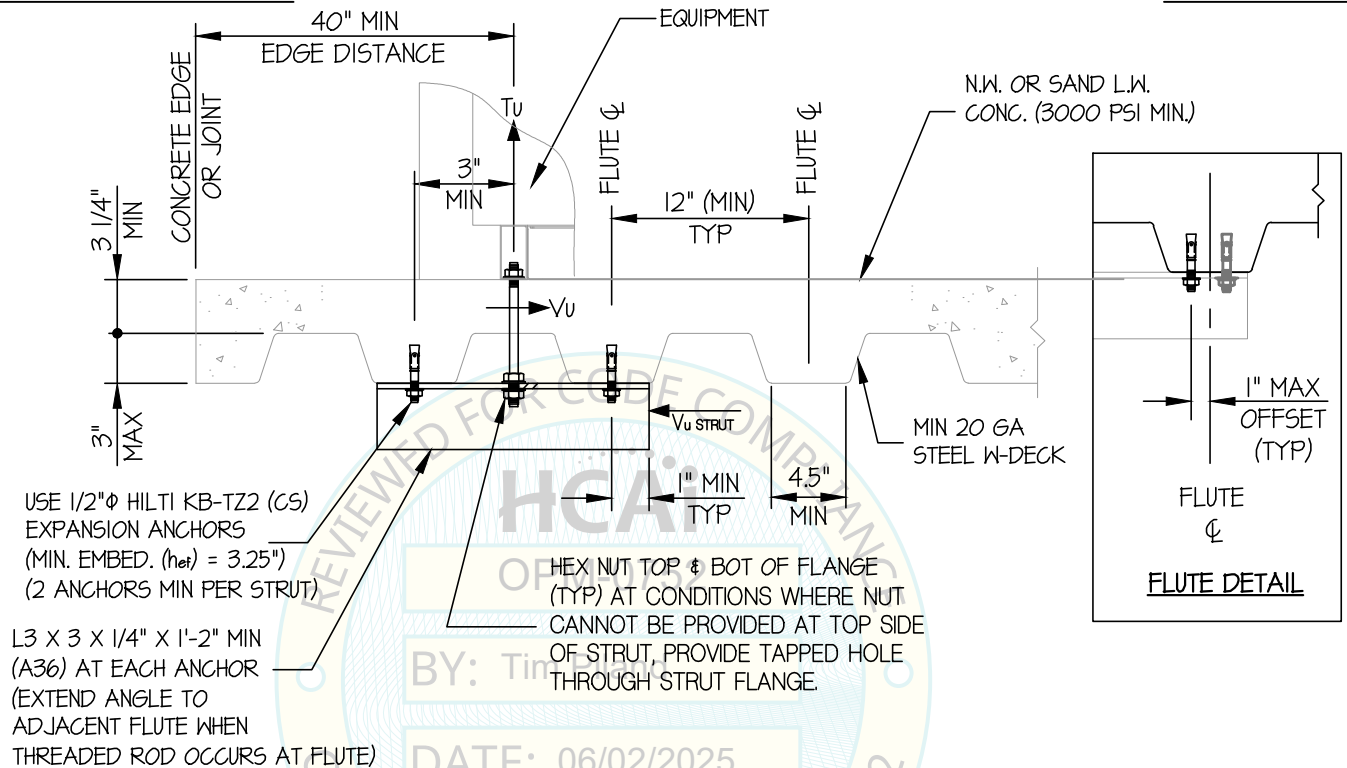 40" MIN
EDGE DISTANCE
EQUIPMENT
CONCRETE EDGE
OR JOINT
Tu
FLUTE ℄
FLUTE ℄
N.W. OR SAND L.W.
CONC. (3000 PSI MIN.)
3"
MIN
12" (MIN)
TYP
3 1/4"
MIN
Vu
1" MAX
OFFSET
(TYP)
3"
MAX
Vu STRUT
MIN 20 GA
STEEL W-DECK
1" MIN
TYP
4.5"
MIN
FLUTE
℄
FLUTE DETAIL
USE 1/2"Φ HILTI KB-TZ2 (CS)
EXPANSION ANCHORS
(MIN. EMBED. (hef) = 3.25")
(2 ANCHORS MIN PER STRUT)
HEX NUT TOP & BOT OF FLANGE
(TYP) AT CONDITIONS WHERE NUT
CANNOT BE PROVIDED AT TOP SIDE
OF STRUT, PROVIDE TAPPED HOLE
THROUGH STRUT FLANGE.
L3 X 3 X 1/4" X 1'-2" MIN
(A36) AT EACH ANCHOR
(EXTEND ANGLE TO
ADJACENT FLUTE WHEN
THREADED ROD OCCURS AT FLUTE)
REVIEWED FOR CODE COMPLIANCE
HCAi
OPM-0752
BY: Tim Piland
DATE: 06/02/2025